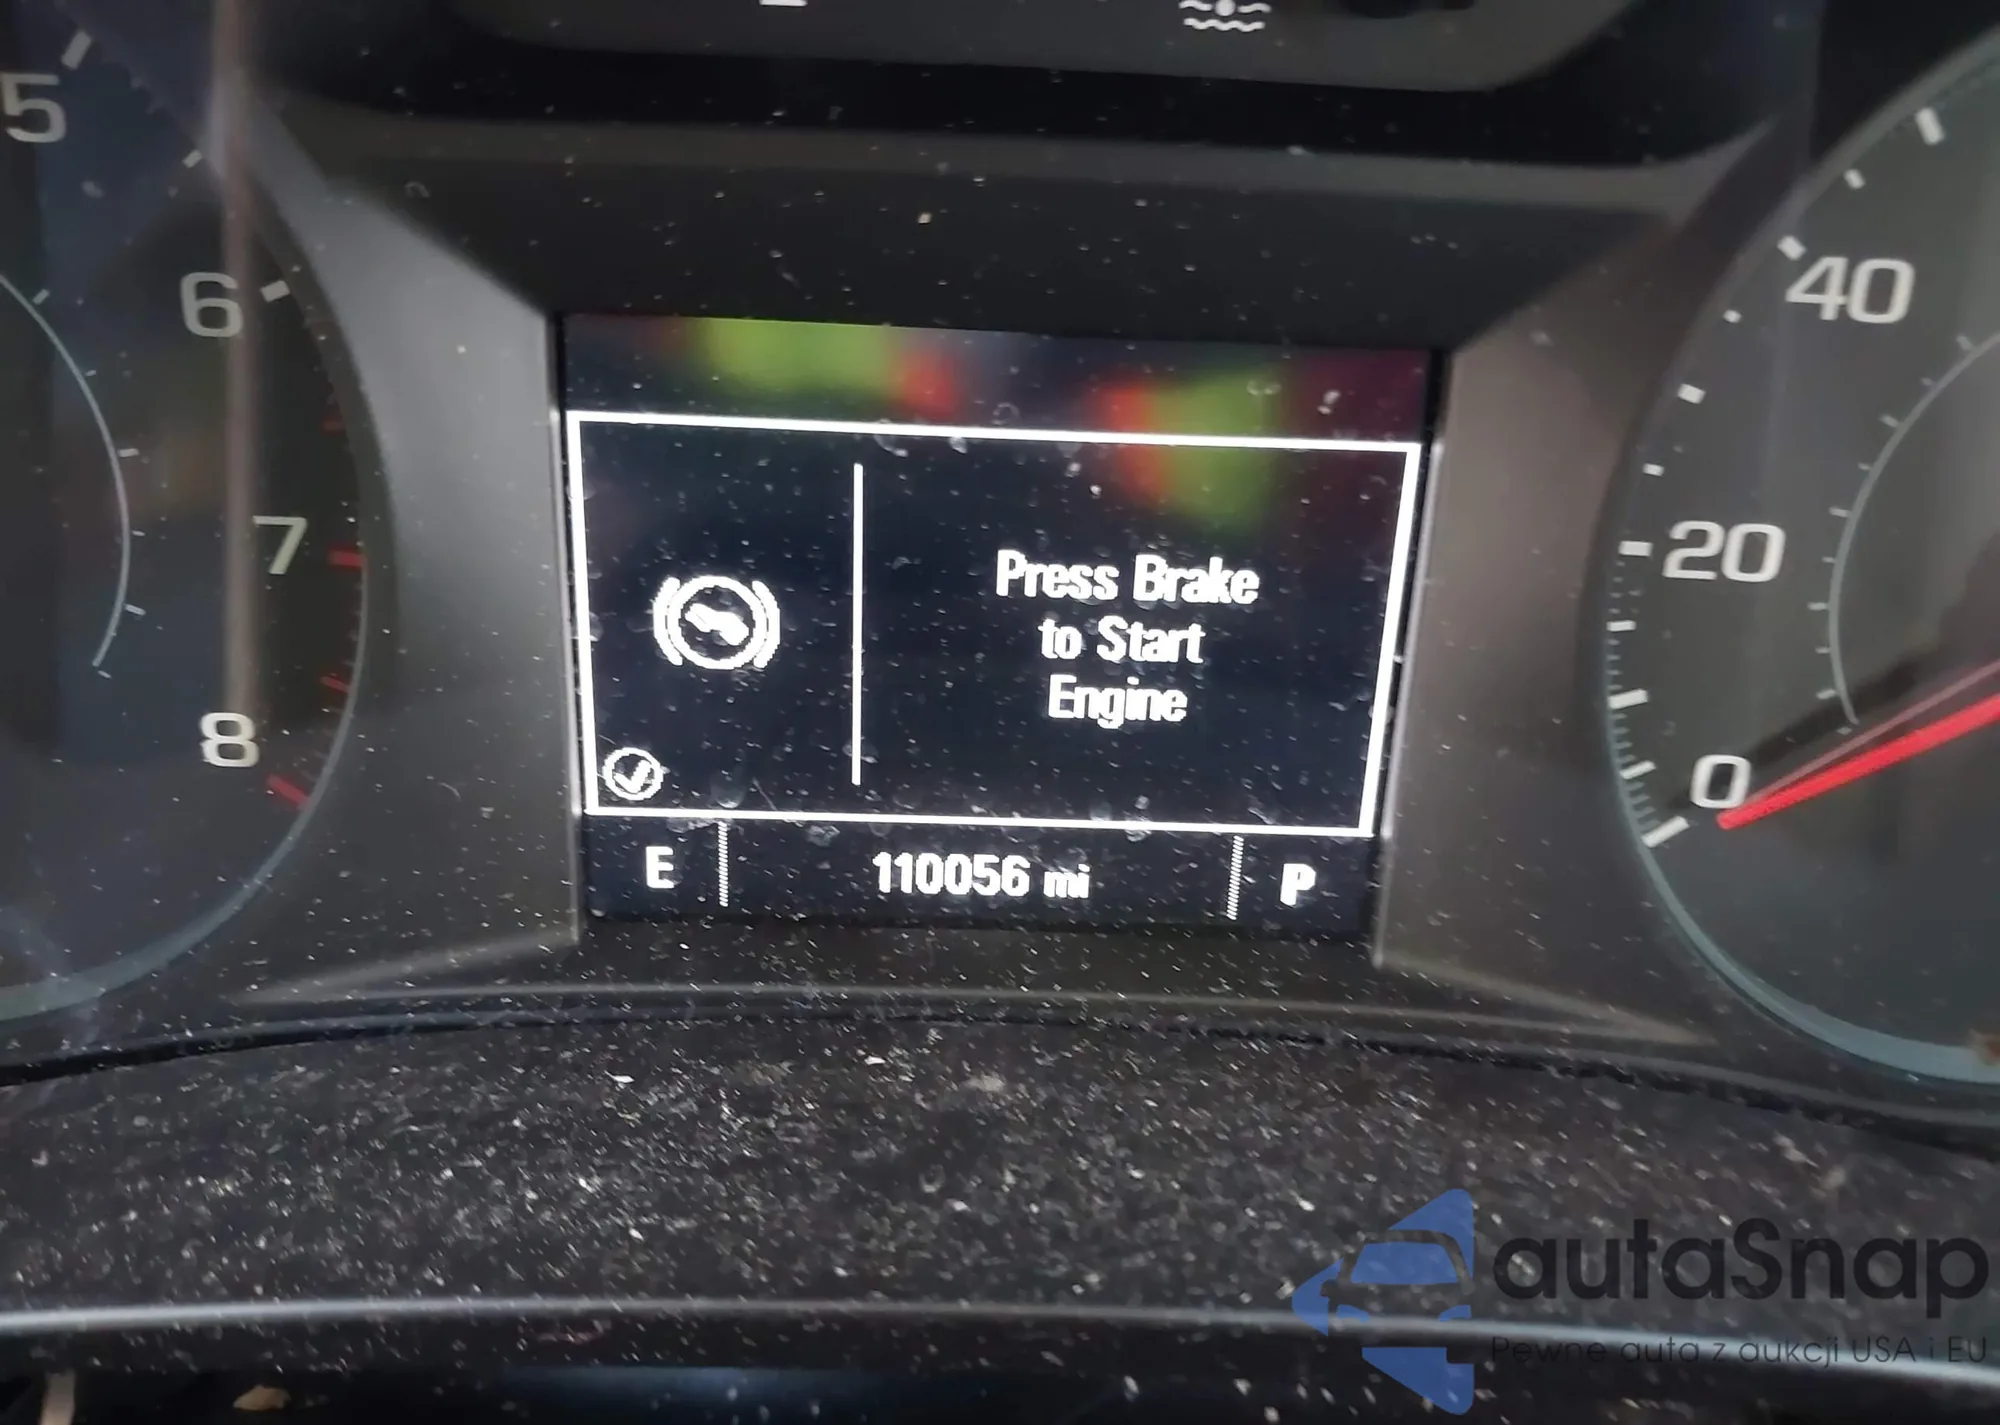 5
6
7
8
40
20
0
Press Brake
to Start
Engine
E
110056 mi
P
autaSnap
Pewne auta z aukcji USA i EU